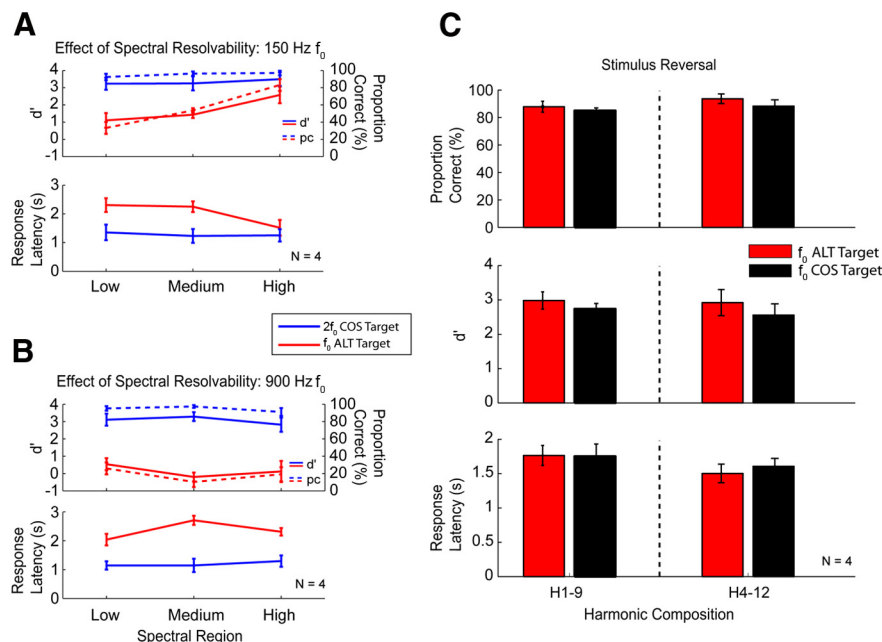 A
Effect of Spectral Resolvability: 150 Hz f0
4
3
2
1
0
-1
d'
100
80
60
40
20
0
Proportion
Correct (%)
d'
pc
3
2
1
0
Response
Latency (s)
N = 4
Low Medium High
2f0 COS Target
f0 ALT Target
B
Effect of Spectral Resolvability: 900 Hz f0
4
3
2
1
0
-1
d'
100
80
60
40
20
0
Proportion
Correct (%)
d'
pc
3
2
1
0
Response
Latency (s)
N = 4
Low Medium High
Spectral Region
C
Stimulus Reversal
100
80
60
40
20
0
Proportion
Correct (%)
f0 ALT Target
f0 COS Target
4
3
2
1
0
d'
2
1.5
1
0.5
0
Response
Latency (s)
N = 4
H1-9 H4-12
Harmonic Composition